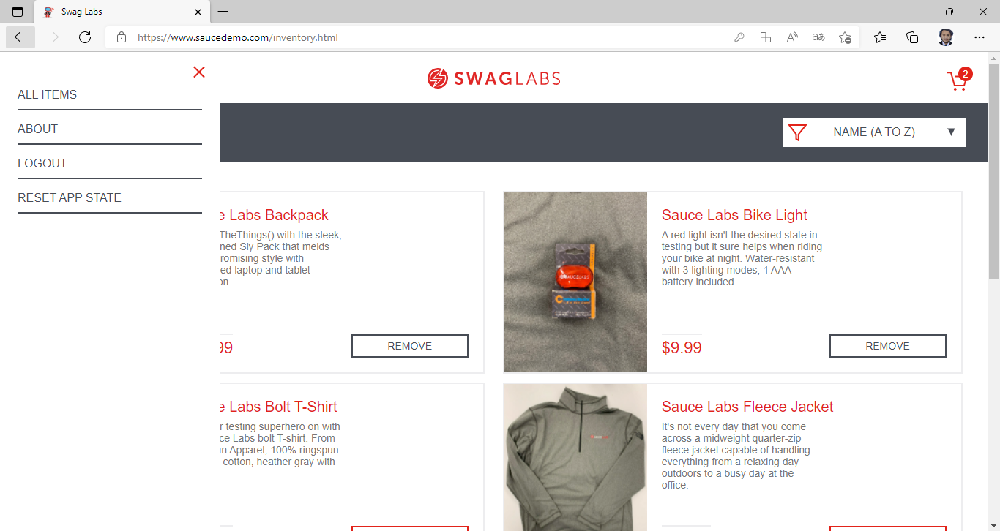 Swag Labs
https://www.saucedemo.com/inventory.html
SWAGLABS
2
ALL ITEMS
ABOUT
LOGOUT
RESET APP STATE
NAME (A TO Z)
e Labs Backpack
TheThings() with the sleek,
ned Sly Pack that melds
romising style with
ed laptop and tablet
on.
99
REMOVE
SAUCELABS
Sauce Labs Bike Light
A red light isn't the desired state in
testing but it sure helps when riding
your bike at night. Water-resistant
with 3 lighting modes, 1 AAA
battery included.
$9.99
REMOVE
e Labs Bolt T-Shirt
r testing superhero on with
ce Labs bolt T-shirt. From
an Apparel, 100% ringspun
cotton, heather gray with
Sauce Labs Fleece Jacket
It's not every day that you come
across a midweight quarter-zip
fleece jacket capable of handling
everything from a relaxing day
outdoors to a busy day at the
office.